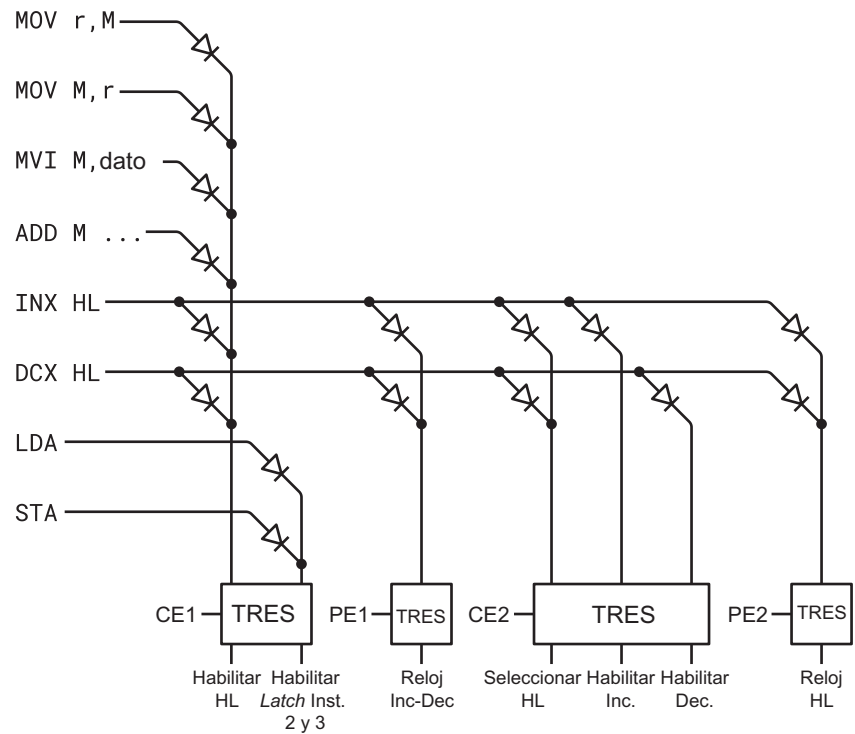 MOV r,M
MOV M,r
MVI M,dato
ADD M ...
INX HL
DCX HL
LDA
STA
CE1
TRES
PE1
TRES
CE2
TRES
PE2
TRES
Habilitar
HL
Habilitar
Latch Inst.
2 y 3
Reloj
Inc-Dec
Seleccionar
HL
Habilitar
Inc.
Habilitar
Dec.
Reloj
HL